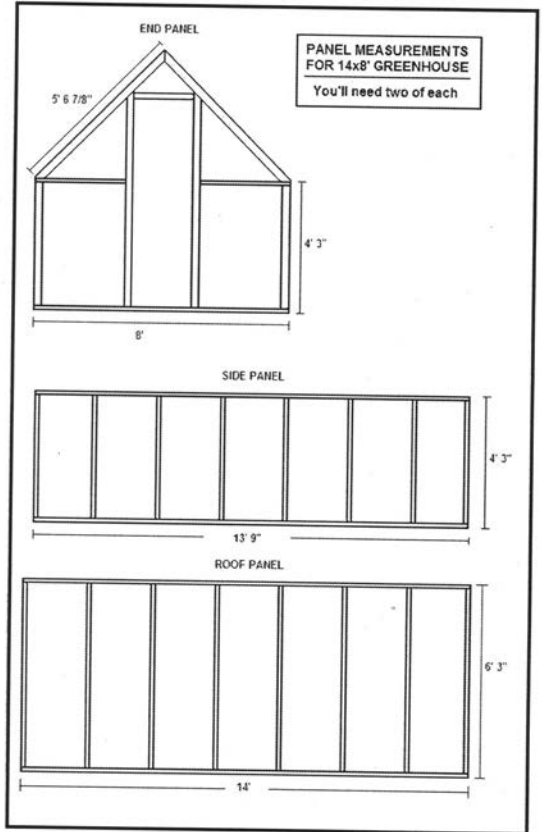 END PANEL
PANEL MEASUREMENTS
FOR 14x8' GREENHOUSE
You'll need two of each
5' 6 7/8"
4' 3"
8'
SIDE PANEL
4' 3"
13' 9"
ROOF PANEL
6' 3"
14'